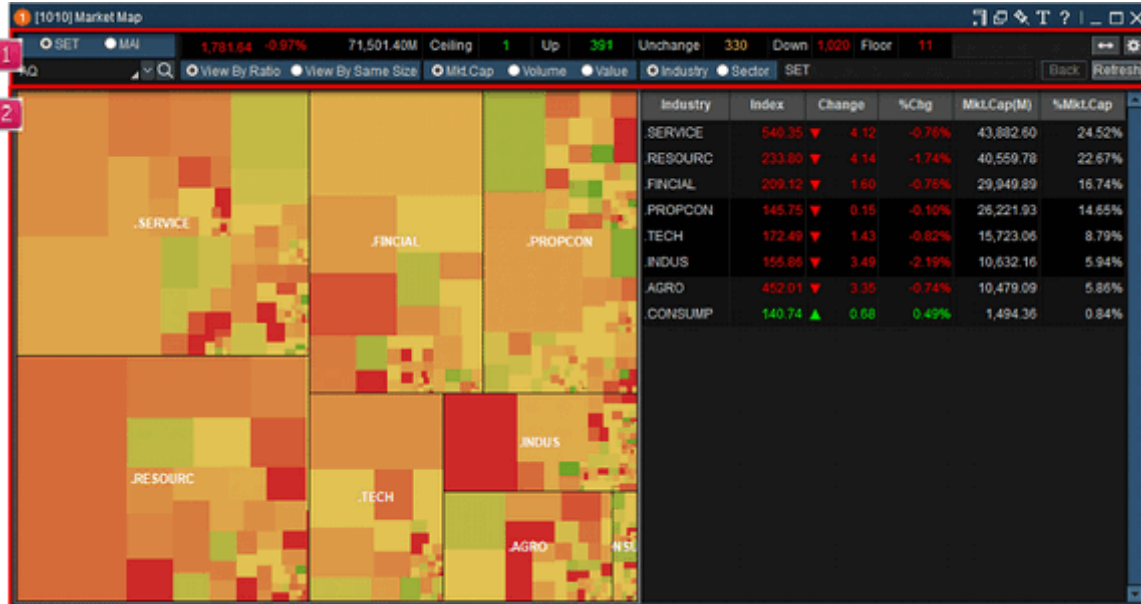 1 [1010] Market Map T ?
1 SET MAI 1,781.64 -0.97% 71,501.40M Ceiling 1 Up 391 Unchange 330 Down 1,020 Floor 11
View By Ratio View By Same Size Mkt.Cap Volume Value Industry Sector SET Back Refresh
2
Industry Index Change %Chg Mkt.Cap(M) %Mkt.Cap
.SERVICE 540.35 ▼ 4.12 -0.76% 43,882.60 24.52%
.RESOURC 233.80 ▼ 4.14 -1.74% 40,559.78 22.67%
.FINCIAL 209.12 ▼ 1.60 -0.76% 29,949.89 16.74%
.PROPCON 145.75 ▼ 0.15 -0.10% 26,221.93 14.65%
.TECH 172.49 ▼ 1.43 -0.82% 15,723.06 8.79%
.INDUS 155.86 ▼ 3.49 -2.19% 10,632.16 5.94%
.AGRO 452.01 ▼ 3.35 -0.74% 10,479.09 5.86%
.CONSUMP 140.74 ▲ 0.68 0.49% 1,494.36 0.84%
.SERVICE
.FINCIAL
.PROPCON
.RESOURC
.TECH
.INDUS
.AGRO